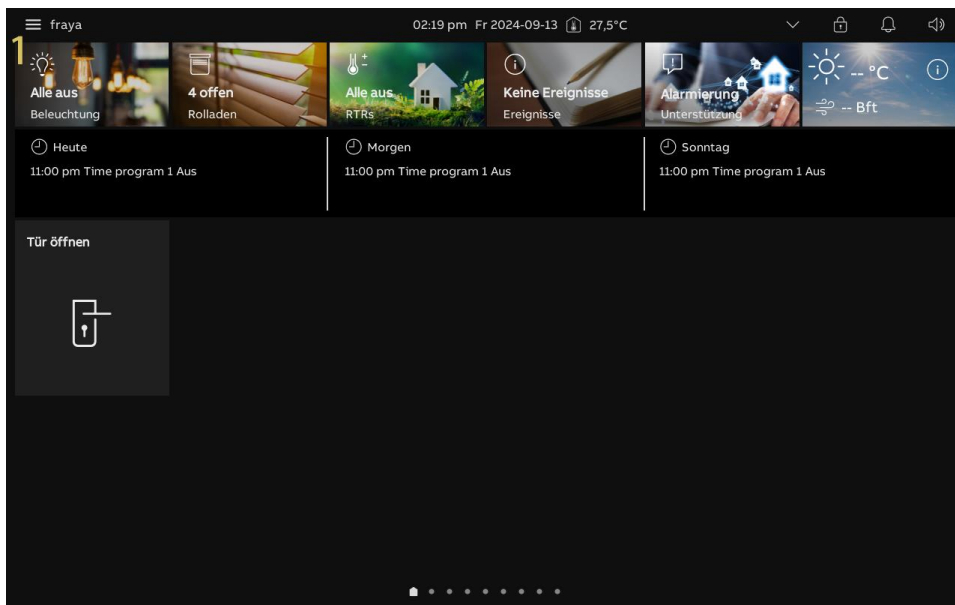 fraya
02:19 pm Fr 2024-09-13 27,5°C
1
Alle aus
Beleuchtung
4 offen
Rolladen
Alle aus
RTRs
Keine Ereignisse
Ereignisse
Alarmierung
Unterstützung
-- °C
-- Bft
Heute
11:00 pm Time program 1 Aus
Morgen
11:00 pm Time program 1 Aus
Sonntag
11:00 pm Time program 1 Aus
Tür öffnen